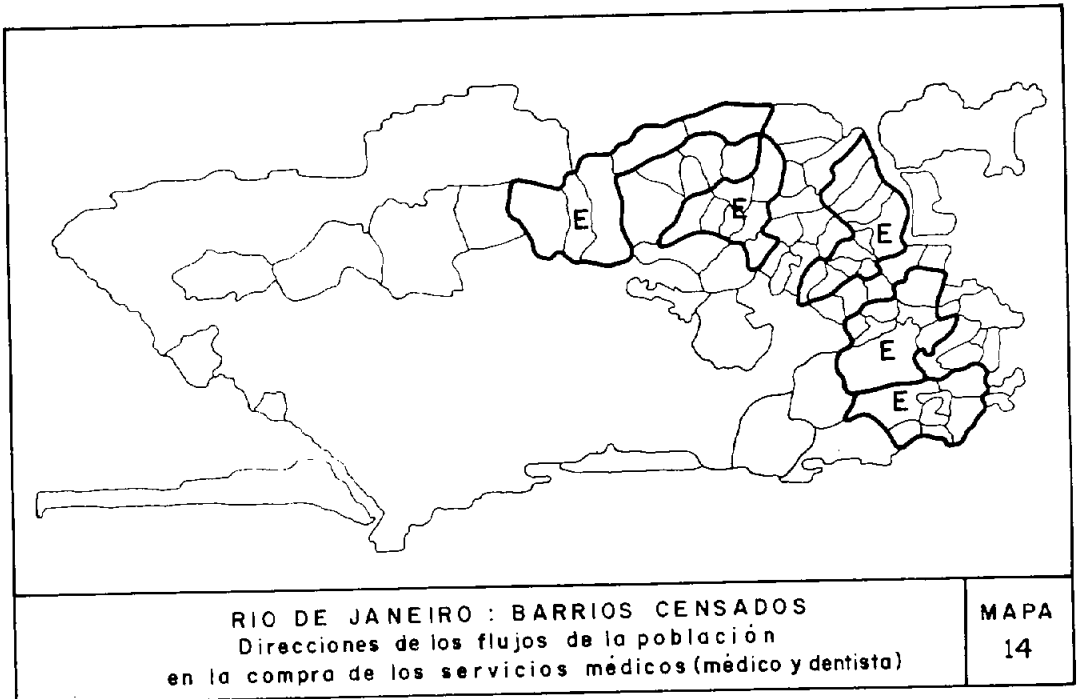 E
E
E
E
E
RIO DE JANEIRO : BARRIOS CENSADOS
Direcciones de los flujos de la población
en la compra de los servicios médicos (médico y dentista)
MAPA
14